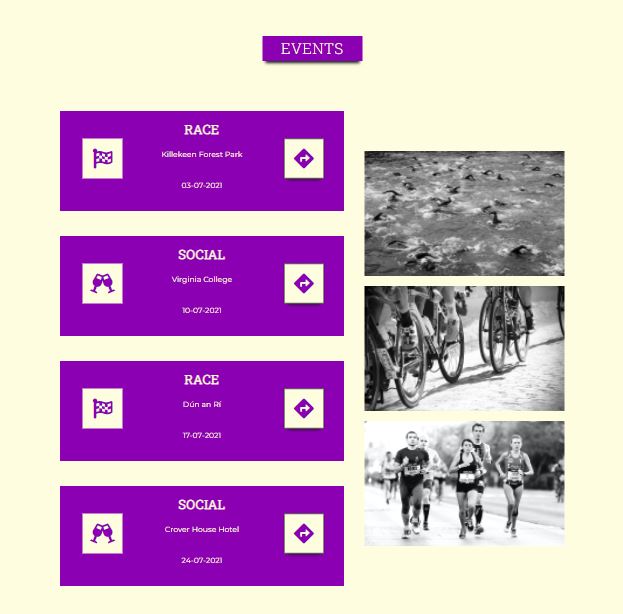 EVENTS
RACE
Killekeen Forest Park
03-07-2021
SOCIAL
Virginia College
10-07-2021
RACE
Dún an Rí
17-07-2021
SOCIAL
Crover House Hotel
24-07-2021